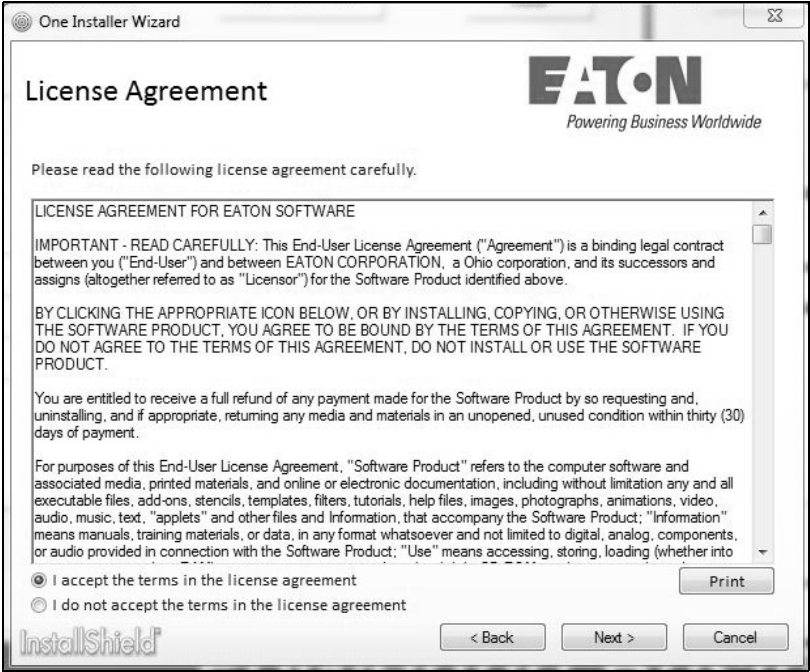 One Installer Wizard
License Agreement
EATON
Powering Business Worldwide
Please read the following license agreement carefully.
LICENSE AGREEMENT FOR EATON SOFTWARE
IMPORTANT - READ CAREFULLY: This End-User License Agreement ("Agreement") is a binding legal contract
between you ("End-User") and between EATON CORPORATION, a Ohio corporation, and its successors and
assigns (altogether referred to as "Licensor") for the Software Product identified above.
BY CLICKING THE APPROPRIATE ICON BELOW, OR BY INSTALLING, COPYING, OR OTHERWISE USING
THE SOFTWARE PRODUCT, YOU AGREE TO BE BOUND BY THE TERMS OF THIS AGREEMENT. IF YOU
DO NOT AGREE TO THE TERMS OF THIS AGREEMENT, DO NOT INSTALL OR USE THE SOFTWARE
PRODUCT.
You are entitled to receive a full refund of any payment made for the Software Product by so requesting and,
uninstalling, and if appropriate, returning any media and materials in an unopened, unused condition within thirty (30)
days of payment.
For purposes of this End-User License Agreement, "Software Product" refers to the computer software and
associated media, printed materials, and online or electronic documentation, including without limitation any and all
executable files, add-ons, stencils, templates, filters, tutorials, help files, images, photographs, animations, video,
audio, music, text, "applets" and other files and Information, that accompany the Software Product; "Information"
means manuals, training materials, or data, in any format whatsoever and not limited to digital, analog, components,
or audio provided in connection with the Software Product; "Use" means accessing, storing, loading (whether into
I accept the terms in the license agreement
Print
I do not accept the terms in the license agreement
InstallShield
< Back
Next >
Cancel